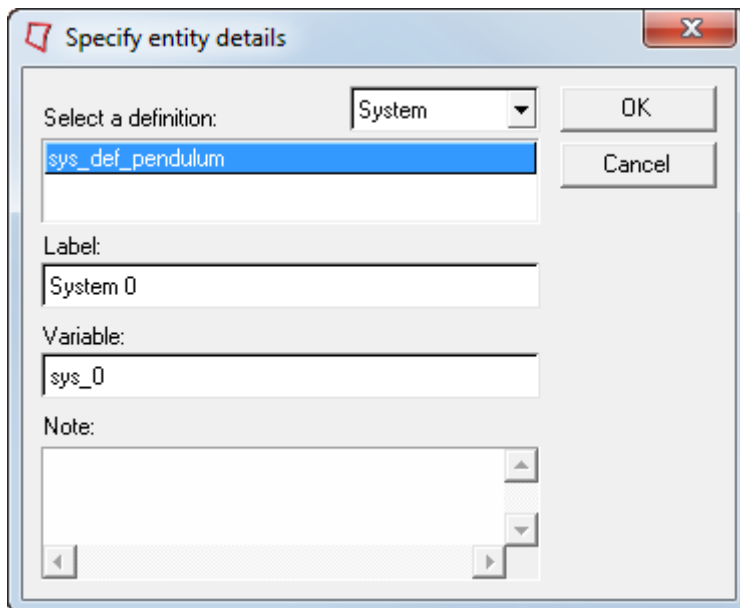 Specify entity details
Select a definition:
System
OK
sys_def_pendulum
Cancel
Label:
System 0
Variable:
sys_0
Note: